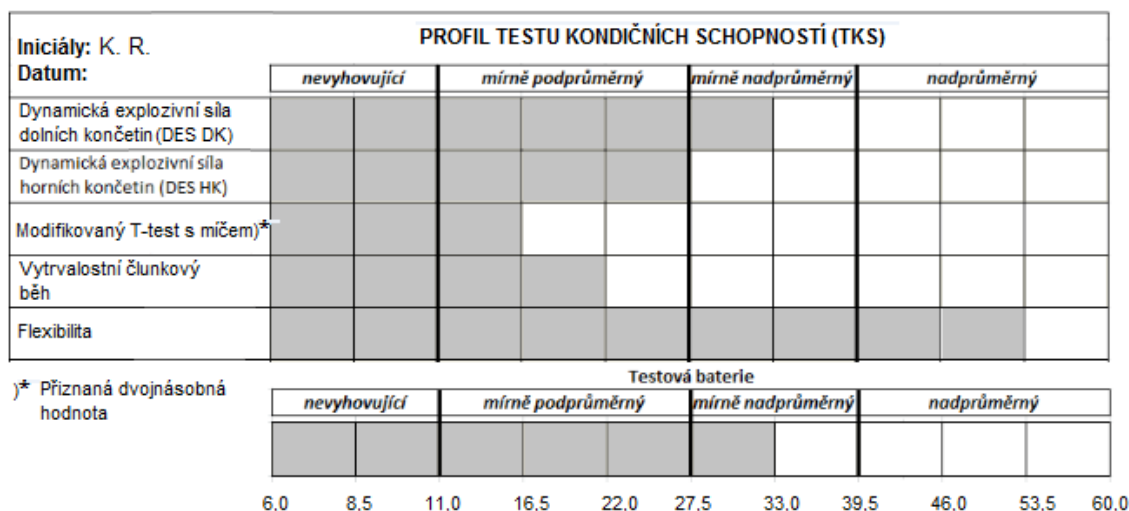 PROFIL TESTU KONDIČNÍCH SCHOPNOSTÍ (TKS)
Iniciály: K. R.
Datum:
nevyhovující mírně podprůměrný mírně nadprůměrný nadprůměrný
Dynamická explozivní síla
dolních končetin (DES DK)
Dynamická explozivní síla
horních končetin (DES HK)
Modifikovaný T-test s míčem)*
Vytrvalostní člunkový
běh
Flexibilita
)* Přiznaná dvojnásobná
hodnota
Testová baterie
nevyhovující mírně podprůměrný mírně nadprůměrný nadprůměrný
6.0 8.5 11.0 16.5 22.0 27.5 33.0 39.5 46.0 53.5 60.0